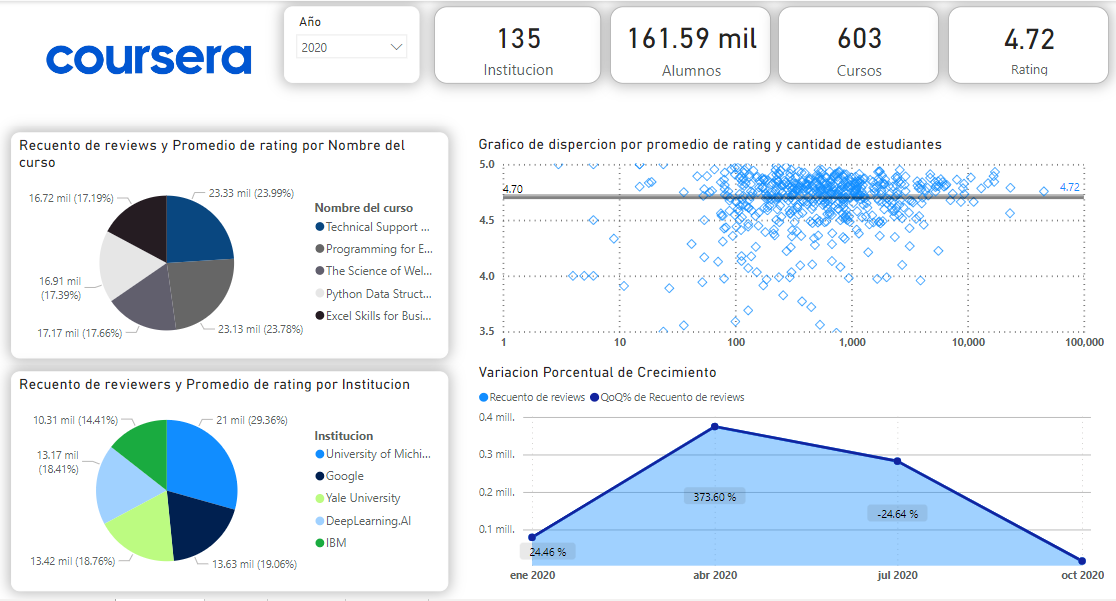 coursera
Año
2020
135
Institucion
161.59 mil
Alumnos
603
Cursos
4.72
Rating
Recuento de reviews y Promedio de rating por Nombre del
curso
16.72 mil (17.19%)
23.33 mil (23.99%)
16.91 mil
(17.39%)
17.17 mil (17.66%)
23.13 mil (23.78%)
Nombre del curso
Technical Support ...
Programming for E...
The Science of Wel...
Python Data Struct...
Excel Skills for Busi...
Grafico de dispercion por promedio de rating y cantidad de estudiantes
5.0
4.70
4.72
4.5
4.0
3.5
1
10
100
1,000
10,000
100,000
Recuento de reviewers y Promedio de rating por Institucion
10.31 mil (14.41%)
21 mil (29.36%)
13.17 mil
(18.41%)
13.42 mil (18.76%)
13.63 mil (19.06%)
Institucion
University of Michi...
Google
Yale University
DeepLearning.AI
IBM
Variacion Porcentual de Crecimiento
Recuento de reviews
QoQ% de Recuento de reviews
0.4 mill.
0.3 mill.
0.2 mill.
0.1 mill.
24.46 %
373.60 %
-24.64 %
ene 2020
abr 2020
jul 2020
oct 2020